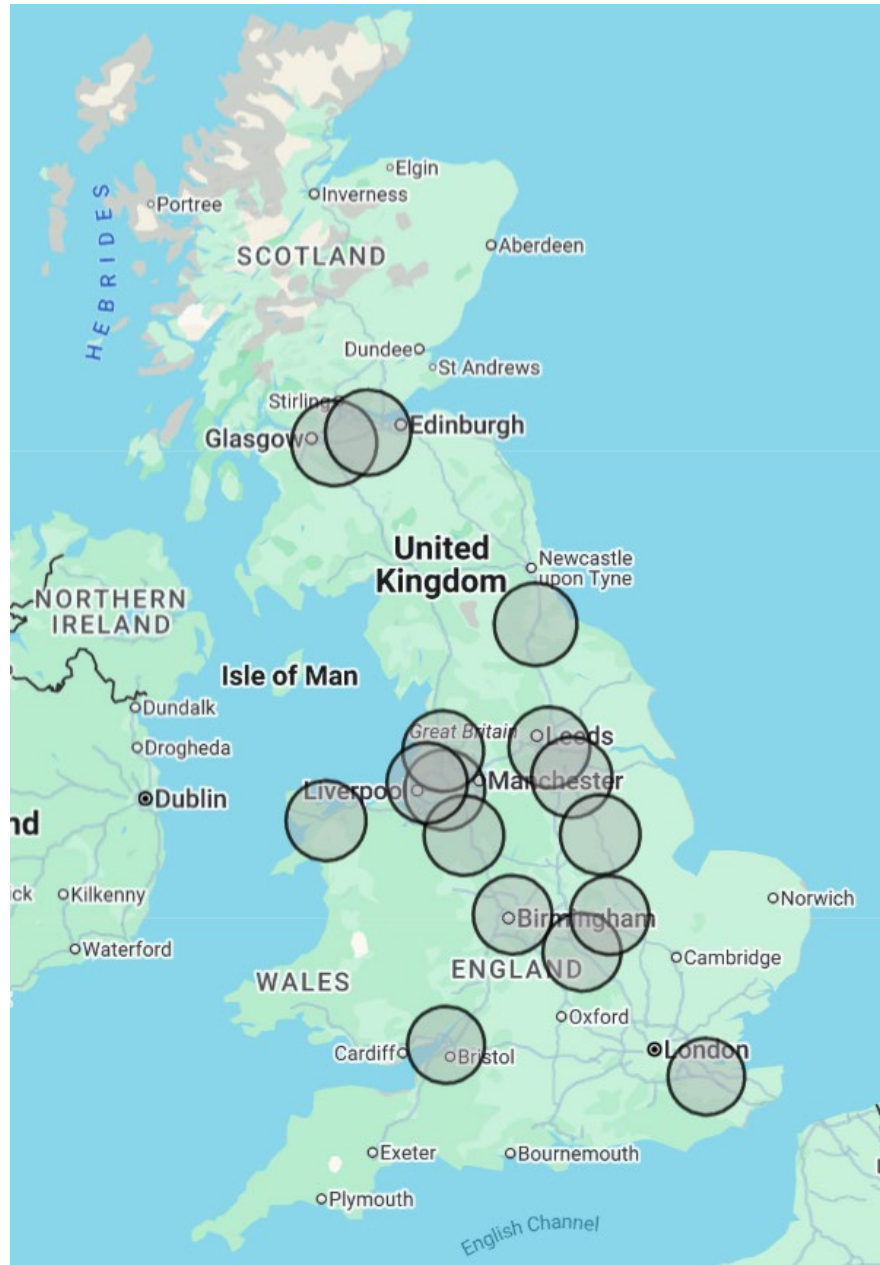 Elgin
Inverness
Portree
HEBRIDES
SCOTLAND
Aberdeen
Dundee
St Andrews
Stirling
Edinburgh
Glasgow
United
Kingdom
Newcastle
upon Tyne
NORTHERN
IRELAND
Isle of Man
Dundalk
Great Britain
Leeds
Drogheda
Manchester
Liverpool
Dublin
nd
ick
Kilkenny
Norwich
Birmingham
Waterford
Cambridge
WALES
ENGLAND
Oxford
Cardiff
Bristol
London
Exeter
Bournemouth
Plymouth
English Channel